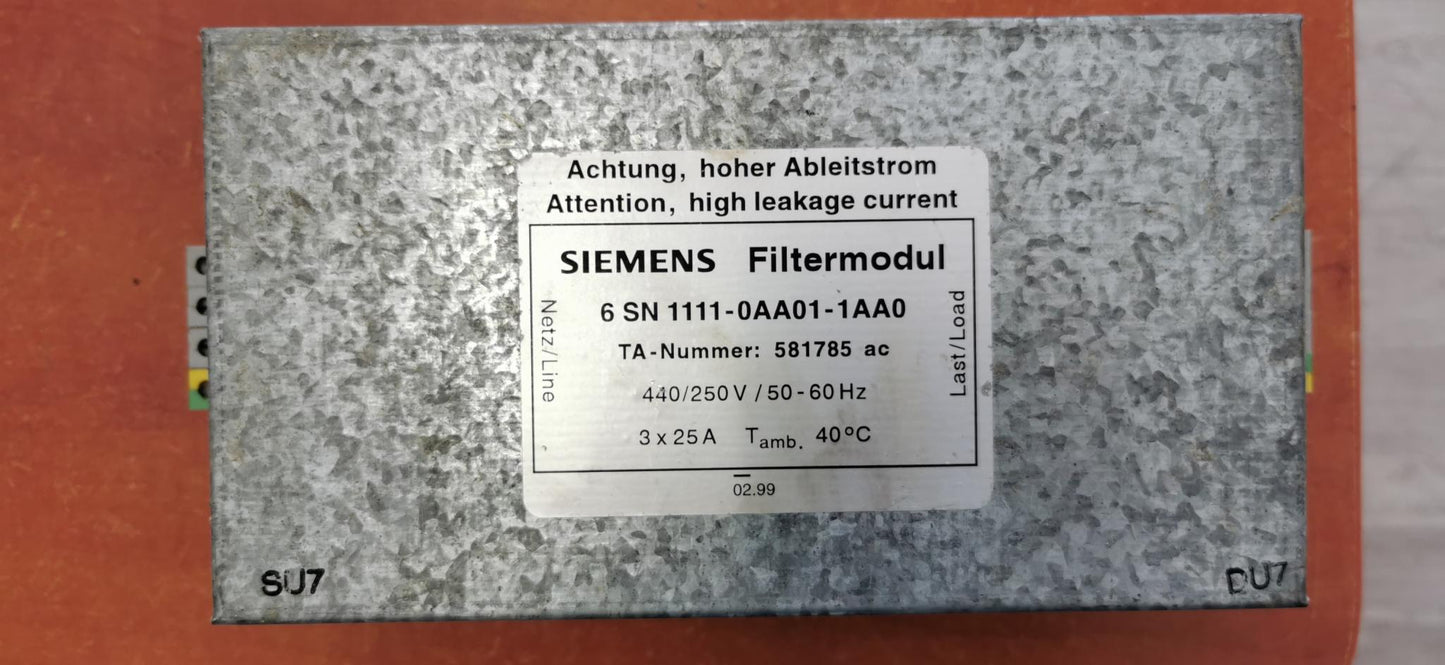 Achtung, hoher Ableitstrom
Attention, high leakage current
SIEMENS Filtermodul
6 SN 1111-0AA01-1AA0
TA-Nummer: 581785 ac
440/250 V / 50-60 Hz
3 x 25 A Tamb. 40°C
Netz/Line
Last/Load
02.99
SU7
DU7